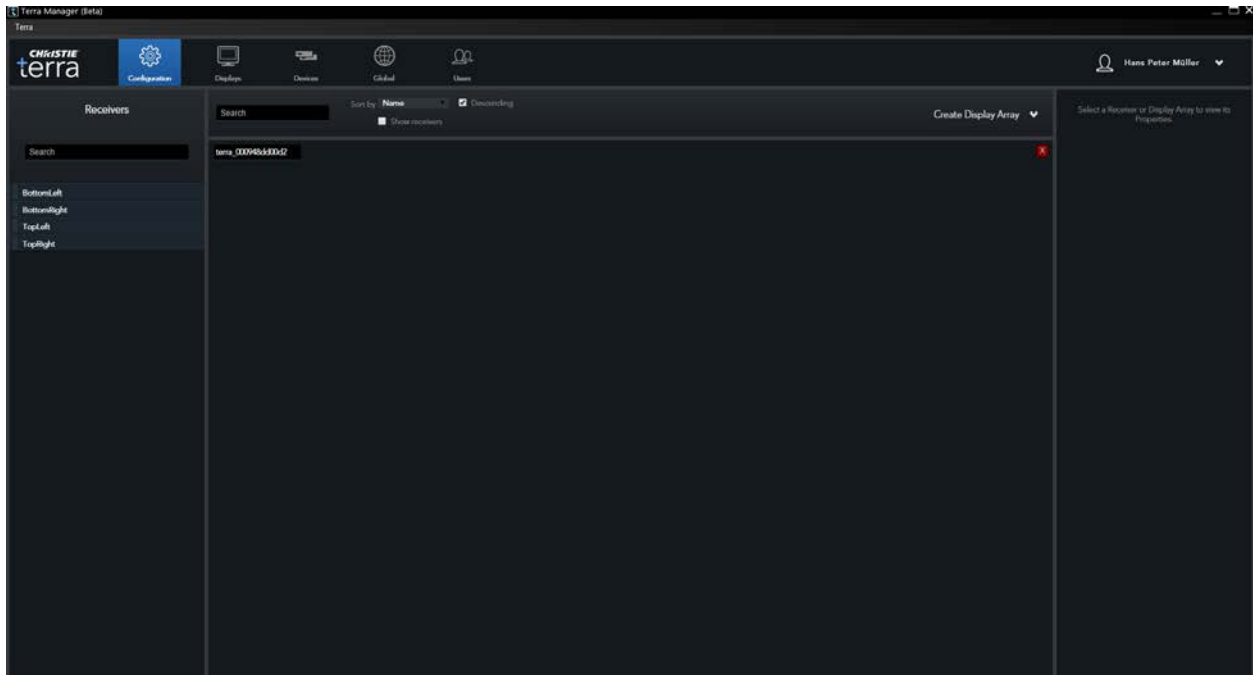 Terra Manager (Beta)
Terra
CHRISTIE
terra
Configuration
Displays
Devices
Global
Users
Hans Peter Müller
Receivers
Search
BottomLeft
BottomRight
TopLeft
TopRight
Search
Sort by Name
Descending
Show receivers
Create Display Array
terra_000948dd00d2
X
Select a Receiver or Display Array to view its
Properties.